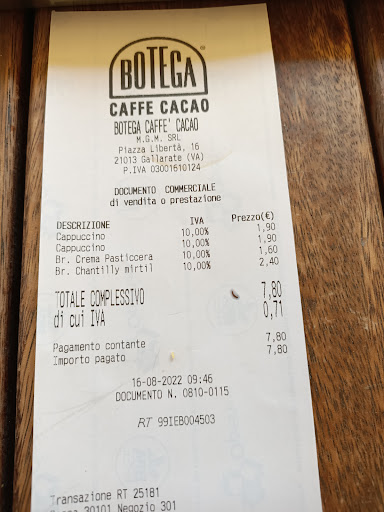 BOTEGA
CAFFE CACAO
BOTEGA CAFFE' CACAO
M.G.M. SRL
Piazza Libertà, 16
21013 Gallarate (VA)
P.IVA 03001610124
DOCUMENTO COMMERCIALE
di vendita o prestazione
DESCRIZIONE IVA Prezzo(€)
Cappuccino 10,00% 1,90
Cappuccino 10,00% 1,90
Br. Crema Pasticcera 10,00% 1,60
Br. Chantilly mirtil 10,00% 2,40
TOTALE COMPLESSIVO 7,80
di cui IVA 0,71
Pagamento contante 7,80
Importo pagato 7,80
16-08-2022 09:46
DOCUMENTO N. 0810-0115
RT 99IEB004503
Transazione RT 25181
30101 Negozio 301